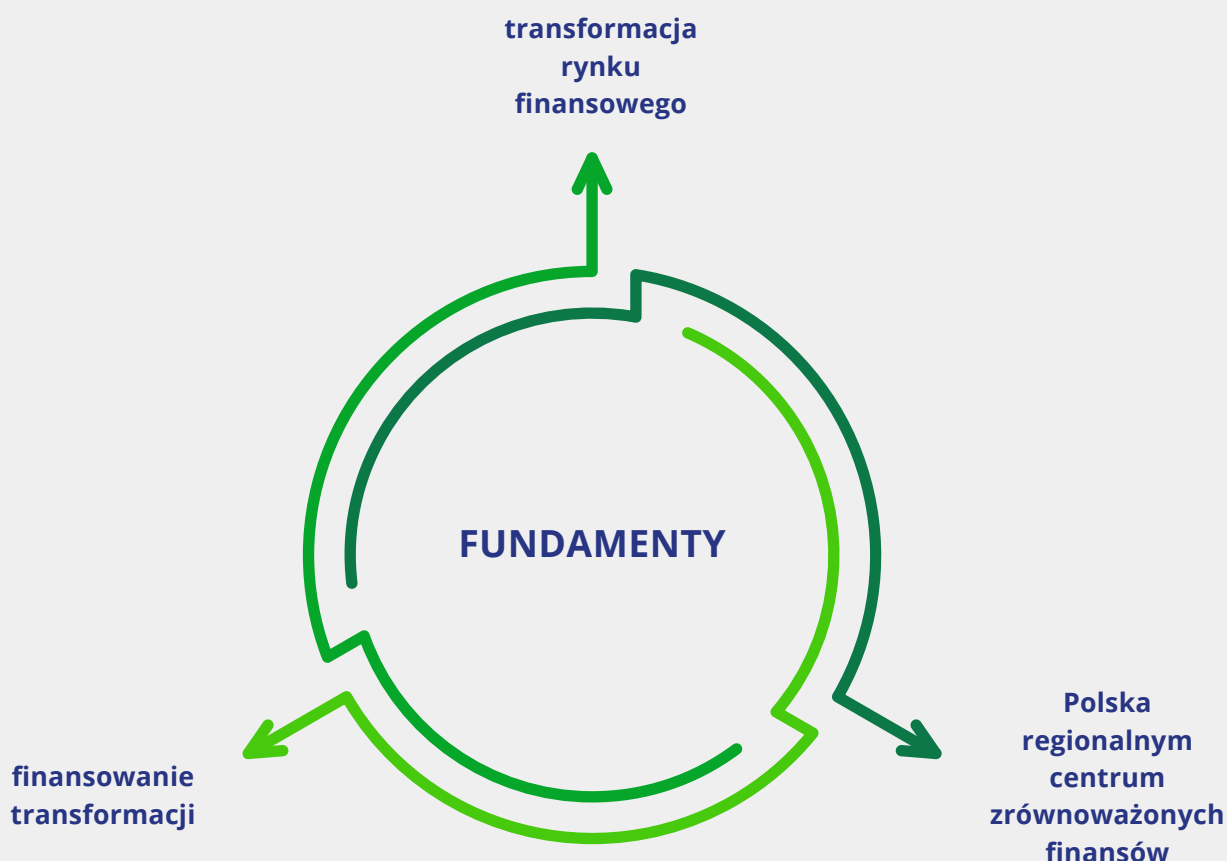 transformacja
rynku
finansowego
FUNDAMENTY
finansowanie
transformacji
Polska
regionalnym
centrum
zrównoważonych
finansów